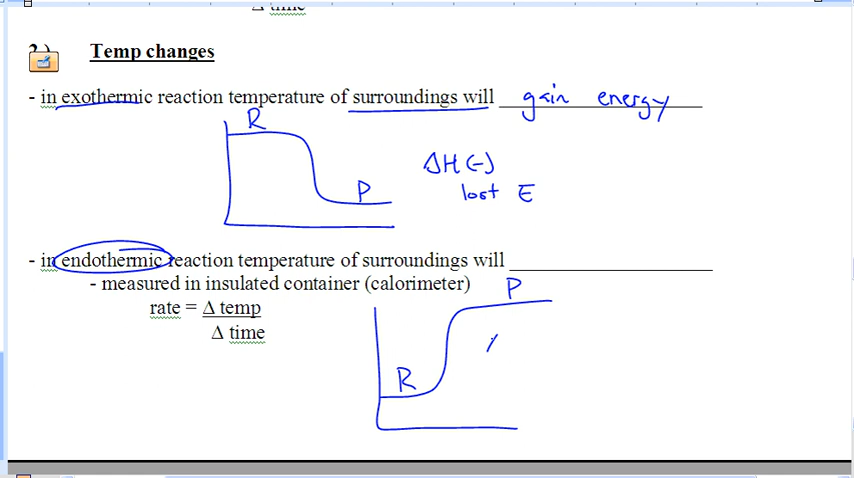 Δ time
2.) Temp changes
- in exothermic reaction temperature of surroundings will gain energy
R
P
ΔH (-)
lost E
- in endothermic reaction temperature of surroundings will
- measured in insulated container (calorimeter)
rate = Δ temp
Δ time
P
R